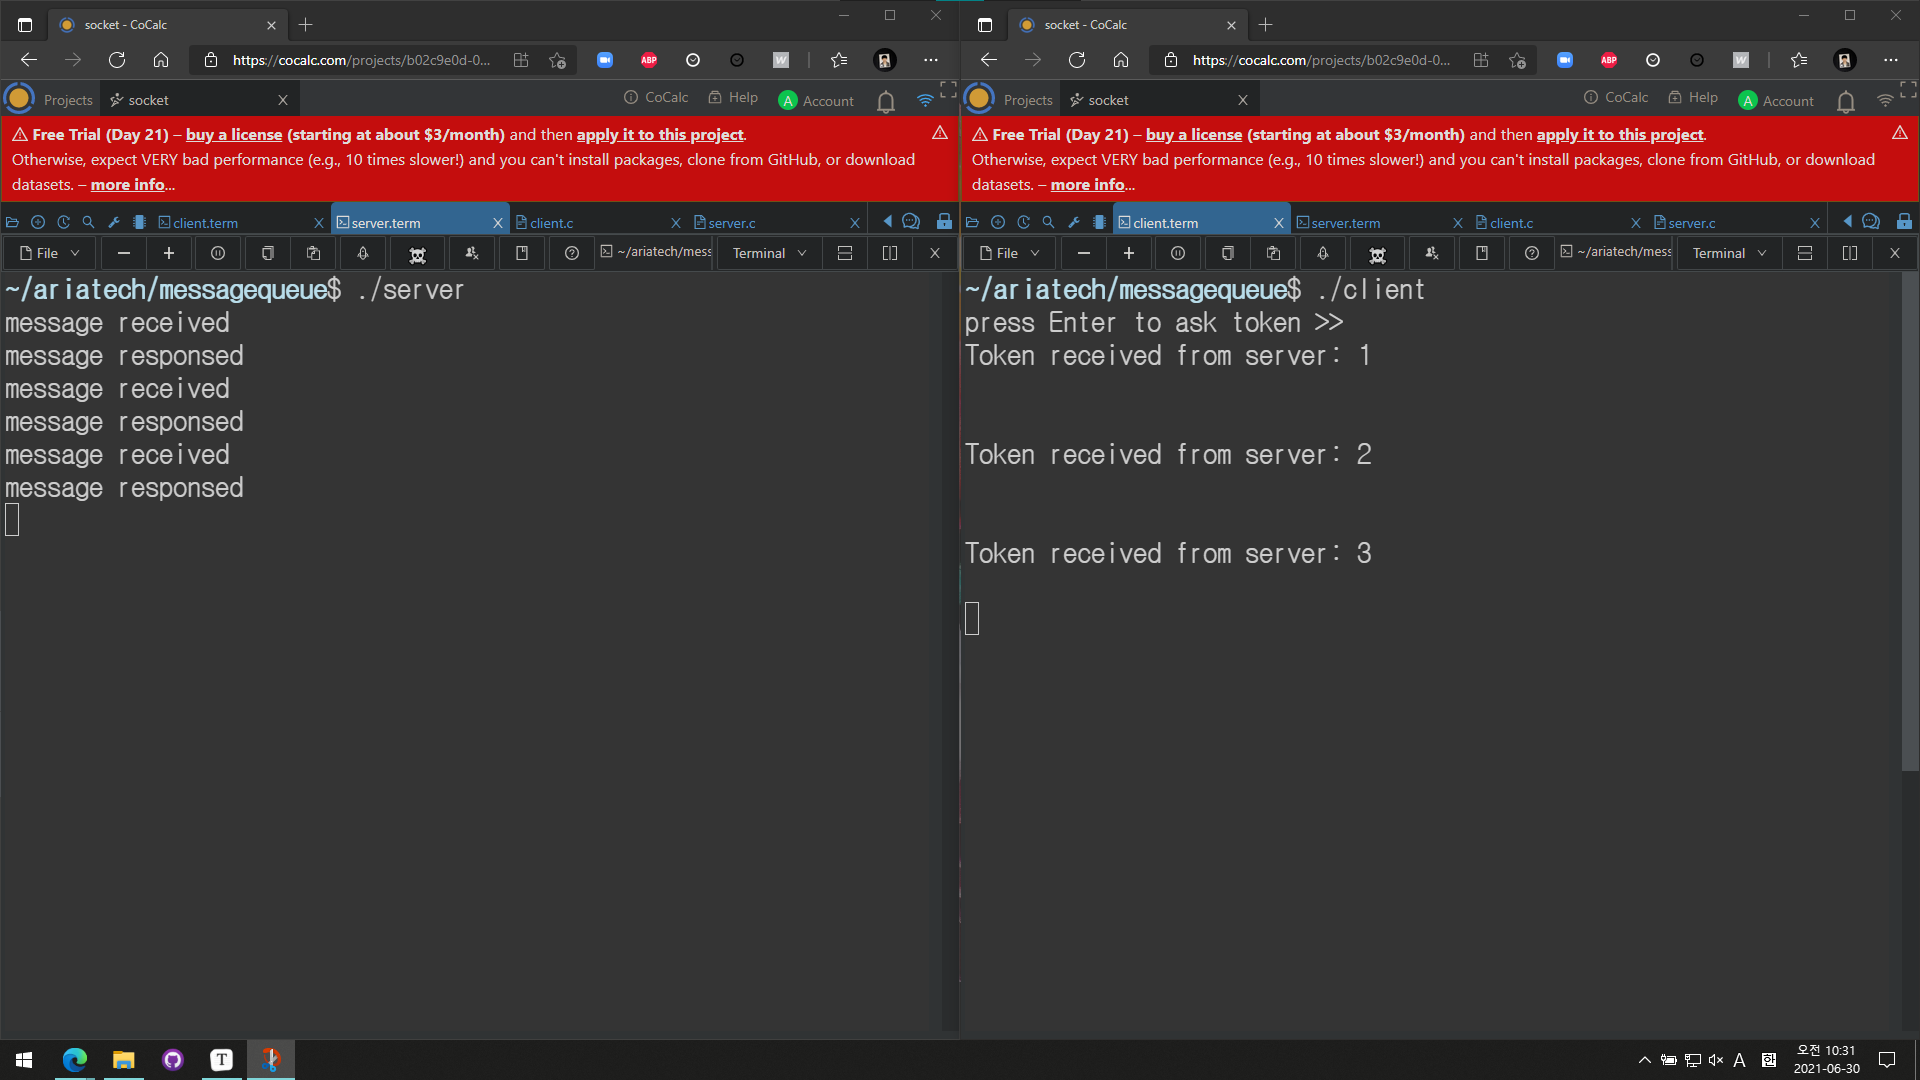 socket - CoCalc
https://cocalc.com/projects/b02c9e0d-0...
ABP
W
Projects
socket
CoCalc
Help
A
Account
Free Trial (Day 21) – buy a license (starting at about $3/month) and then apply it to this project.
Otherwise, expect VERY bad performance (e.g., 10 times slower!) and you can't install packages, clone from GitHub, or download
datasets. – more info...
client.term
server.term
client.c
server.c
File
~/ariatech/mess
Terminal
~/ariatech/messagequeue$ ./server
message received
message responsed
message received
message responsed
message received
message responsed
socket - CoCalc
https://cocalc.com/projects/b02c9e0d-0...
ABP
W
Projects
socket
CoCalc
Help
A
Account
Free Trial (Day 21) – buy a license (starting at about $3/month) and then apply it to this project.
Otherwise, expect VERY bad performance (e.g., 10 times slower!) and you can't install packages, clone from GitHub, or download
datasets. – more info...
client.term
server.term
client.c
server.c
File
~/ariatech/mess
Terminal
~/ariatech/messagequeue$ ./client
press Enter to ask token >>
Token received from server: 1
Token received from server: 2
Token received from server: 3
T
A
한
오전 10:31
2021-06-30